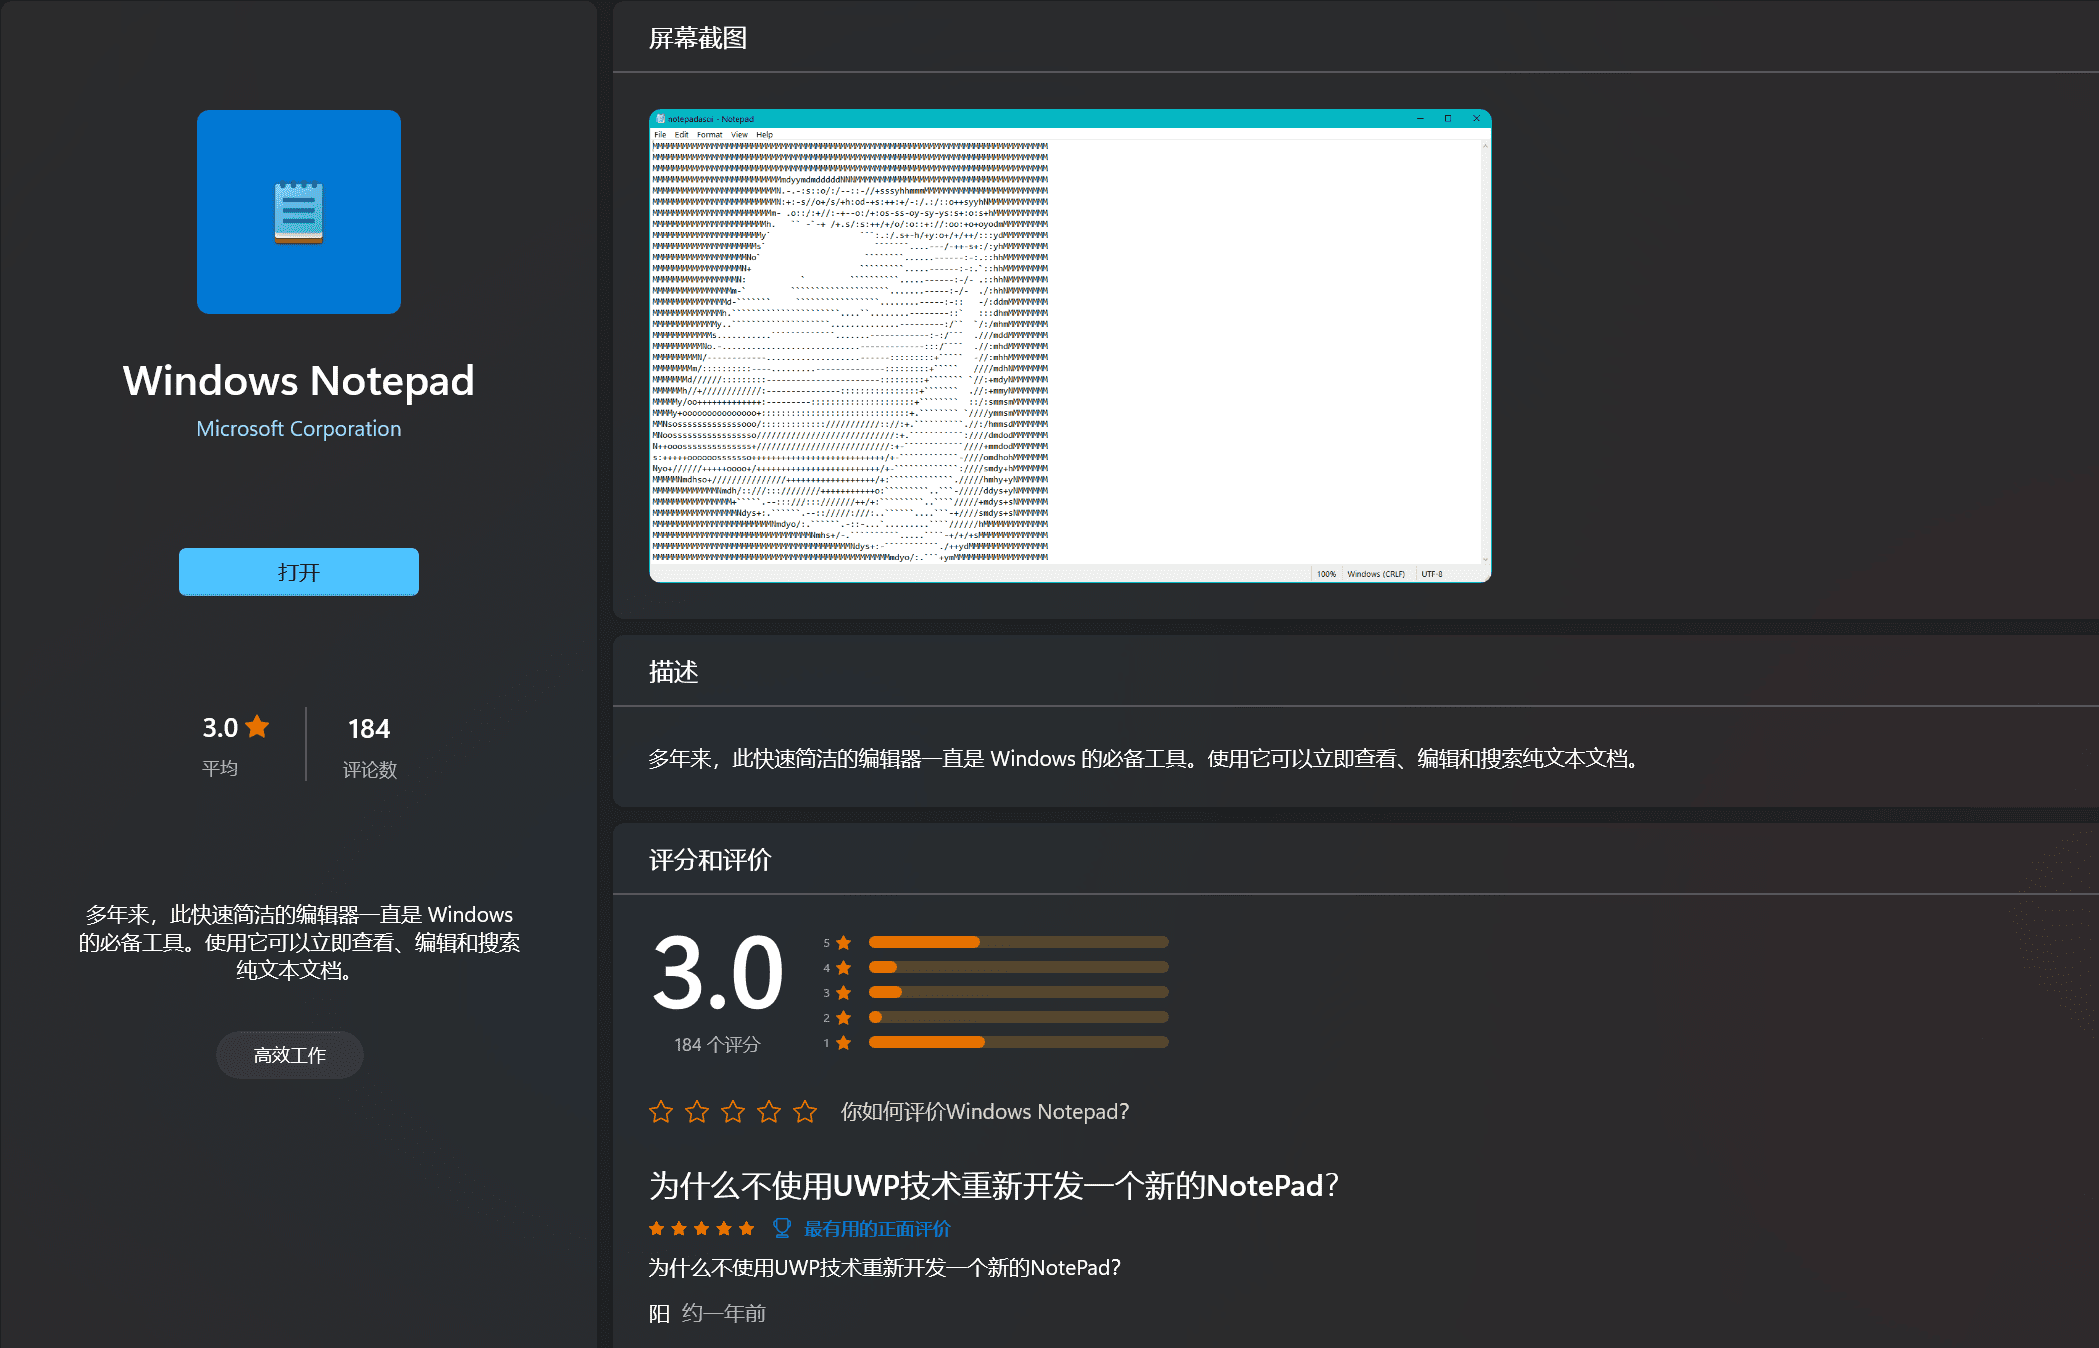 Windows Notepad
Microsoft Corporation
打开
3.0
平均
184
评论数
多年来，此快速简洁的编辑器一直是 Windows
的必备工具。使用它可以立即查看、编辑和搜索
纯文本文档。
高效工作
屏幕截图
notepadascii - Notepad
File Edit Format View Help
100% Windows (CRLF) UTF-8
描述
多年来，此快速简洁的编辑器一直是 Windows 的必备工具。使用它可以立即查看、编辑和搜索纯文本文档。
评分和评价
3.0
184 个评分
5
4
3
2
1
你如何评价Windows Notepad?
为什么不使用UWP技术重新开发一个新的NotePad?
最有用的正面评价
为什么不使用UWP技术重新开发一个新的NotePad?
阳 约一年前